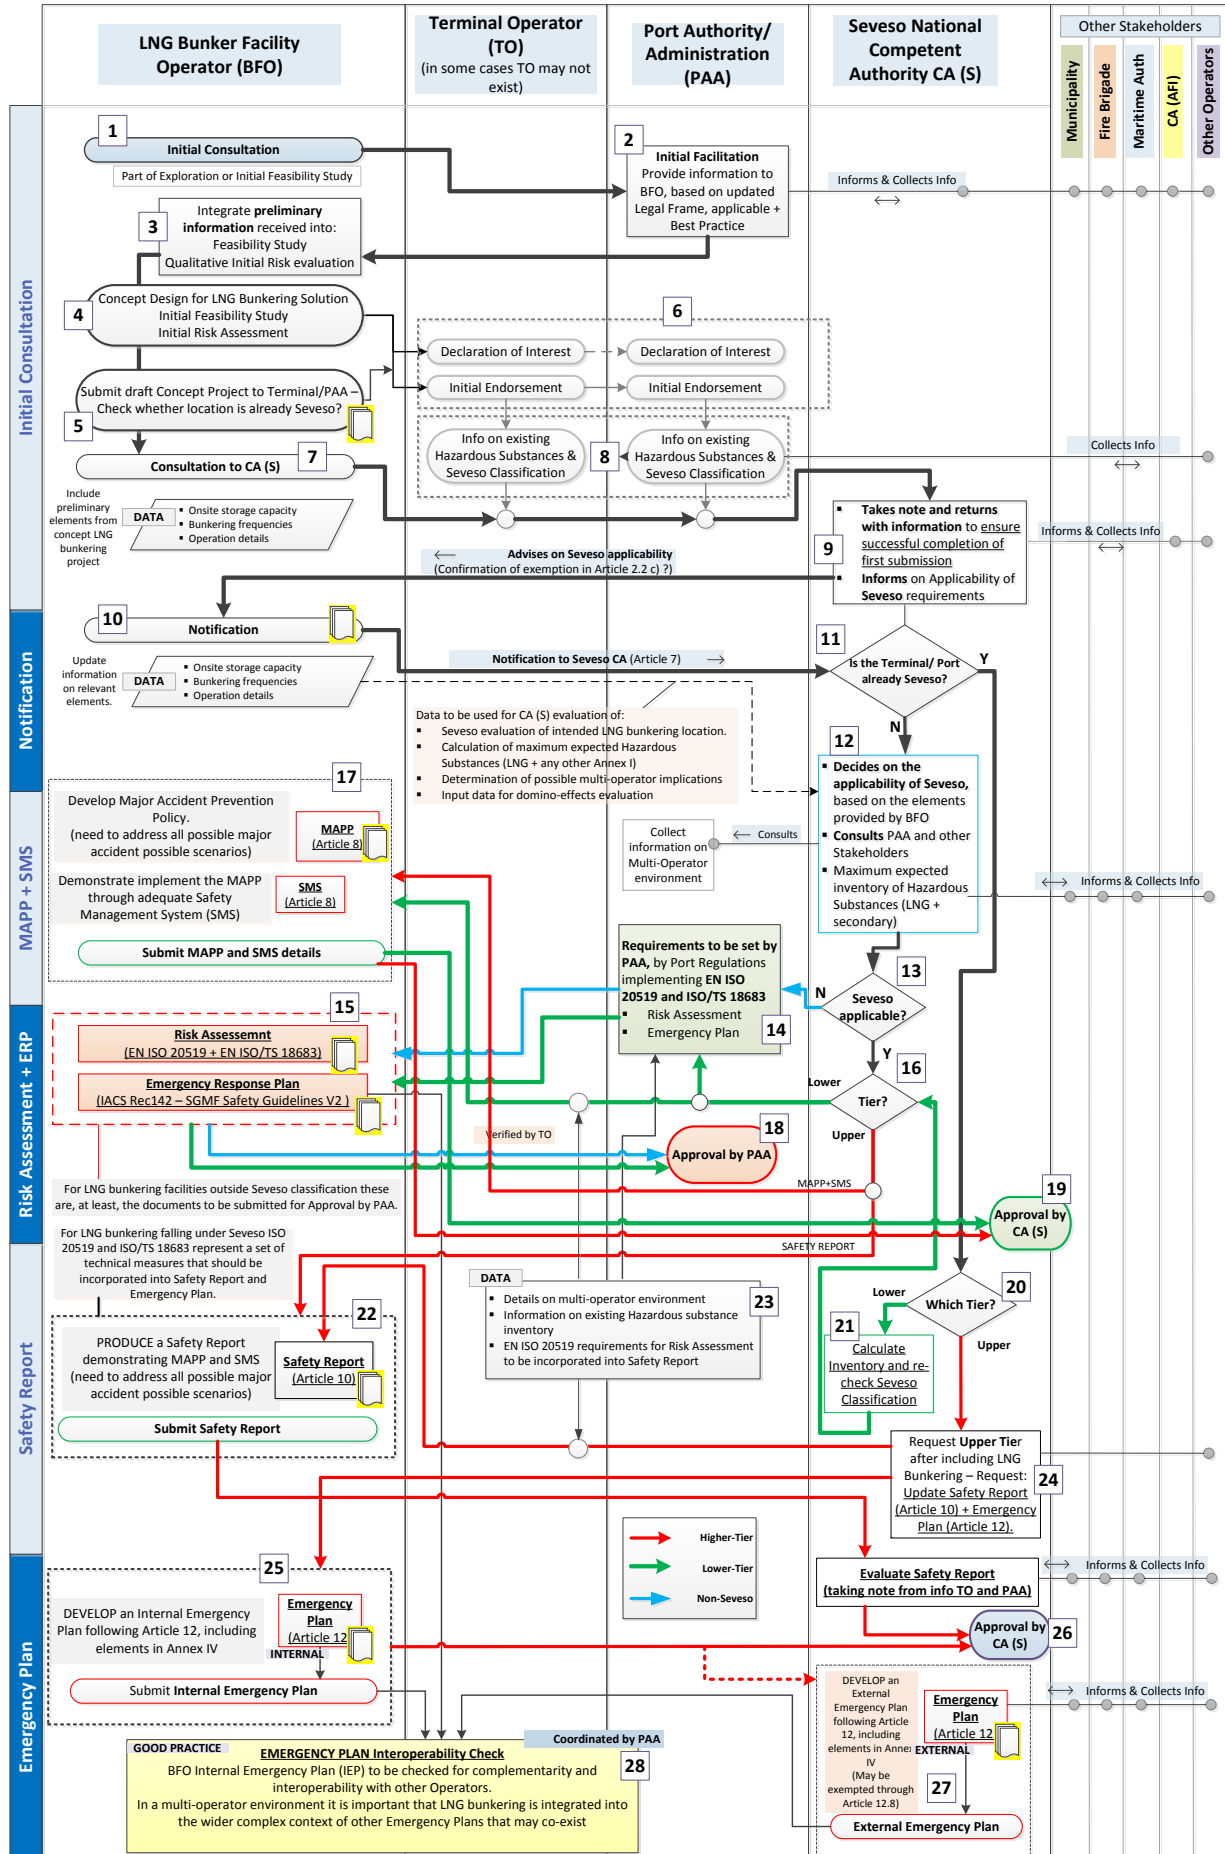 LNG Bunker Facility
Operator (BFO)
Terminal Operator
(TO)
(in some cases TO may not
exist)
Port Authority/
Administration
(PAA)
Seveso National
Competent
Authority CA (S)
Other Stakeholders
Municipality
Fire Brigade
Maritime Auth
CA (AFI)
Other Operators
Initial Consultation
1
Initial Consultation
Part of Exploration or Initial Feasibility Study
2
Initial Facilitation
Provide information to
BFO, based on updated
Legal Frame, applicable +
Best Practice
Informs & Collects Info
3
Integrate preliminary
information received into:
Feasibility Study
Qualitative Initial Risk evaluation
4
Concept Design for LNG Bunkering Solution
Initial Feasibility Study
Initial Risk Assessment
6
Declaration of Interest
Declaration of Interest
Initial Endorsement
Initial Endorsement
5
Submit draft Concept Project to Terminal/PAA –
Check whether location is already Seveso?
Info on existing
Hazardous Substances &
Seveso Classification
8
Info on existing
Hazardous Substances &
Seveso Classification
Collects Info
7
Consultation to CA (S)
Include
preliminary
elements from
concept LNG
bunkering
project
DATA
▪ Onsite storage capacity
▪ Bunkering frequencies
▪ Operation details
9
▪ Takes note and returns
with information to ensure
successful completion of
first submission
▪ Informs on Applicability of
Seveso requirements
Informs & Collects Info
Advises on Seveso applicability
(Confirmation of exemption in Article 2.2 c) ?)
Notification
10
Notification
Update
information
on relevant
elements.
DATA
▪ Onsite storage capacity
▪ Bunkering frequencies
▪ Operation details
Notification to Seveso CA (Article 7)
11
Is the Terminal/ Port
already Seveso?
Y
N
Data to be used for CA (S) evaluation of:
▪ Seveso evaluation of intended LNG bunkering location.
▪ Calculation of maximum expected Hazardous
Substances (LNG + any other Annex I)
▪ Determination of possible multi-operator implications
▪ Input data for domino-effects evaluation
12
▪ Decides on the
applicability of Seveso,
based on the elements
provided by BFO
▪ Consults PAA and other
Stakeholders
▪ Maximum expected
inventory of Hazardous
Substances (LNG +
secondary)
Consults
Collect
information on
Multi-Operator
environment
Informs & Collects Info
MAPP + SMS
17
Develop Major Accident Prevention
Policy.
(need to address all possible major
accident possible scenarios)
MAPP
(Article 8)
Demonstrate implement the MAPP
through adequate Safety
Management System (SMS)
SMS
(Article 8)
Submit MAPP and SMS details
Requirements to be set by
PAA, by Port Regulations
implementing EN ISO
20519 and ISO/TS 18683
▪ Risk Assessment
▪ Emergency Plan
14
13
Seveso
applicable?
N
Y
Risk Assessment + ERP
15
Risk Assessemnt
(EN ISO 20519 + EN ISO/TS 18683)
Emergency Response Plan
(IACS Rec142 – SGMF Safety Guidelines V2 )
16
Lower
Tier?
Upper
Verified by TO
18
Approval by PAA
MAPP+SMS
For LNG bunkering facilities outside Seveso classification these
are, at least, the documents to be submitted for Approval by PAA.
19
Approval by
CA (S)
For LNG bunkering falling under Seveso ISO
20519 and ISO/TS 18683 represent a set of
technical measures that should be
incorporated into Safety Report and
Emergency Plan.
SAFETY REPORT
Safety Report
DATA
▪ Details on multi-operator environment
▪ Information on existing Hazardous substance
inventory
▪ EN ISO 20519 requirements for Risk Assessment
to be incorporated into Safety Report
23
20
Lower
Which Tier?
Upper
22
PRODUCE a Safety Report
demonstrating MAPP and SMS
(need to address all possible major
accident possible scenarios)
Safety Report
(Article 10)
Submit Safety Report
21
Calculate
Inventory and re-
check Seveso
Classification
Request Upper Tier
after including LNG
Bunkering – Request:
Update Safety Report
(Article 10) + Emergency
Plan (Article 12).
24
Higher-Tier
Lower-Tier
Non-Seveso
Emergency Plan
25
DEVELOP an Internal Emergency
Plan following Article 12, including
elements in Annex IV
Emergency
Plan
(Article 12
INTERNAL
Submit Internal Emergency Plan
Evaluate Safety Report
(taking note from info TO and PAA)
Informs & Collects Info
Approval by
CA (S)
26
DEVELOP an
External
Emergency Plan
following Article
12, including
elements in Annex
IV
(May be
exempted through
Article 12.8)
Emergency
Plan
(Article 12
EXTERNAL
27
External Emergency Plan
Informs & Collects Info
Coordinated by PAA
GOOD PRACTICE
28
EMERGENCY PLAN Interoperability Check
BFO Internal Emergency Plan (IEP) to be checked for complementarity and
interoperability with other Operators.
In a multi-operator environment it is important that LNG bunkering is integrated into
the wider complex context of other Emergency Plans that may co-exist